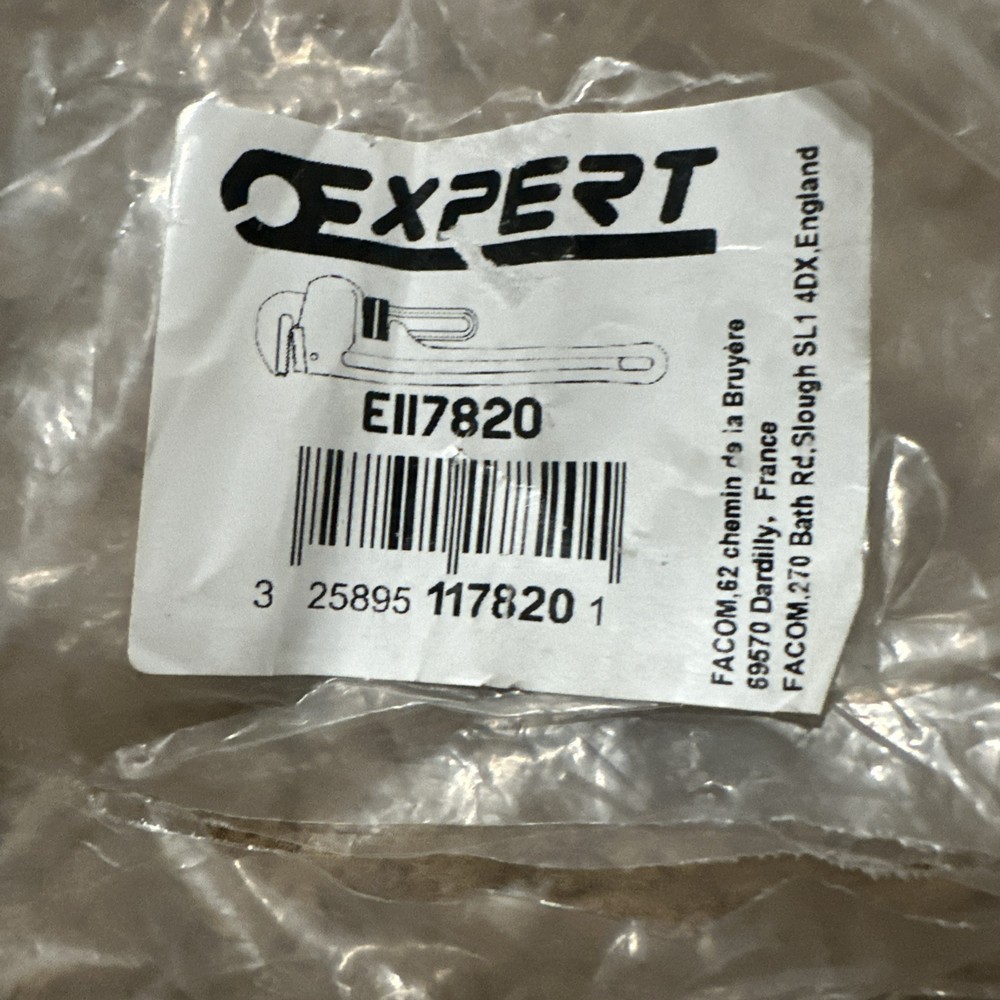 EXPERT
E117820
3 25895 117820 1
FACOM,62 chemin de la Bruyère
69570 Dardilly, France
FACOM,270 Bath Rd,Slough SL1 4DX,England